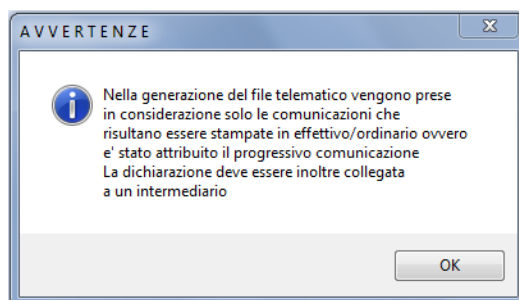 AVVERTENZE
Nella generazione del file telematico vengono prese
in considerazione solo le comunicazioni che
risultano essere stampate in effettivo/ordinario ovvero
e' stato attribuito il progressivo comunicazione
La dichiarazione deve essere inoltre collegata
a un intermediario
OK